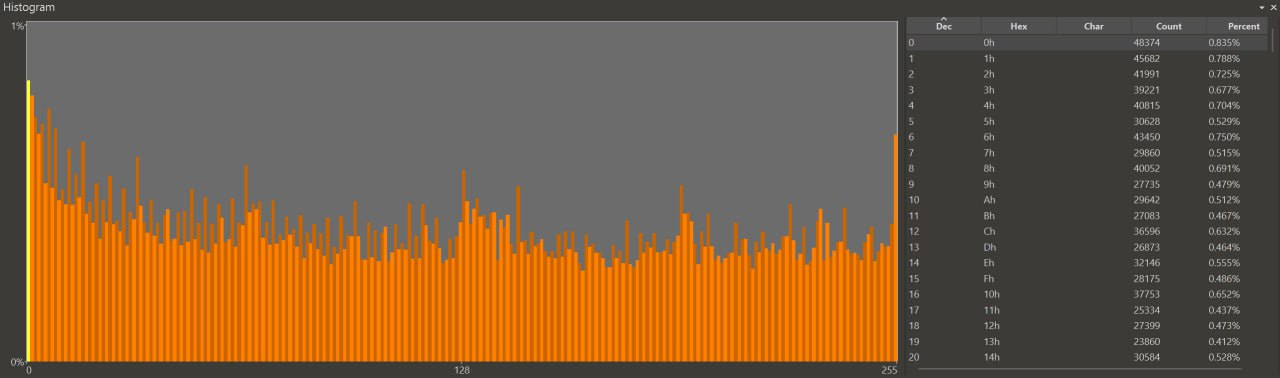 Histogram
1%
0%
0 128 255
Dec Hex Char Count Percent
0 0h 48374 0.835%
1 1h 45682 0.788%
2 2h 41991 0.725%
3 3h 39221 0.677%
4 4h 40815 0.704%
5 5h 30628 0.529%
6 6h 43450 0.750%
7 7h 29860 0.515%
8 8h 40052 0.691%
9 9h 27735 0.479%
10 Ah 29642 0.512%
11 Bh 27083 0.467%
12 Ch 36596 0.632%
13 Dh 26873 0.464%
14 Eh 32146 0.555%
15 Fh 28175 0.486%
16 10h 37753 0.652%
17 11h 25334 0.437%
18 12h 27399 0.473%
19 13h 23860 0.412%
20 14h 30584 0.528%